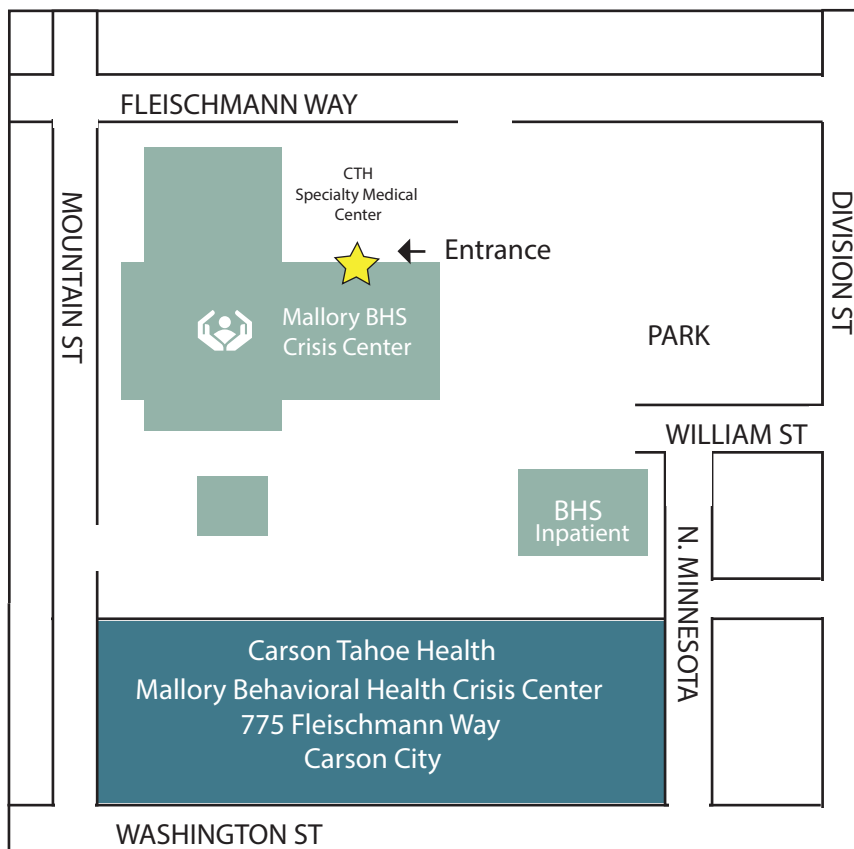 FLEISCHMANN WAY
MOUNTAIN ST
DIVISION ST
CTH
Specialty Medical
Center
Entrance
Mallory BHS
Crisis Center
PARK
WILLIAM ST
BHS
Inpatient
N. MINNESOTA
Carson Tahoe Health
Mallory Behavioral Health Crisis Center
775 Fleischmann Way
Carson City
WASHINGTON ST